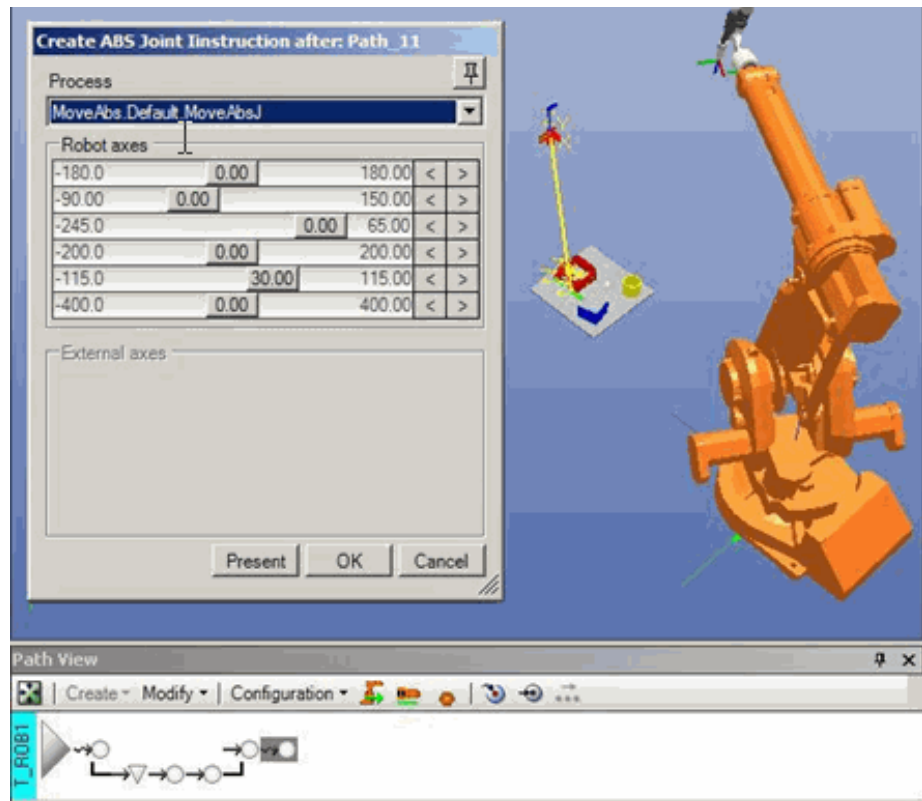 Create ABS Joint Iinstruction after: Path_11
Process
MoveAbs.Default.MoveAbsJ
Robot axes
-180.0 0.00 180.00 < >
-90.00 0.00 150.00 < >
-245.0 0.00 65.00 < >
-200.0 0.00 200.00 < >
-115.0 30.00 115.00 < >
-400.0 0.00 400.00 < >
External axes
Present OK Cancel
Path View
Create Modify Configuration
T_ROB1